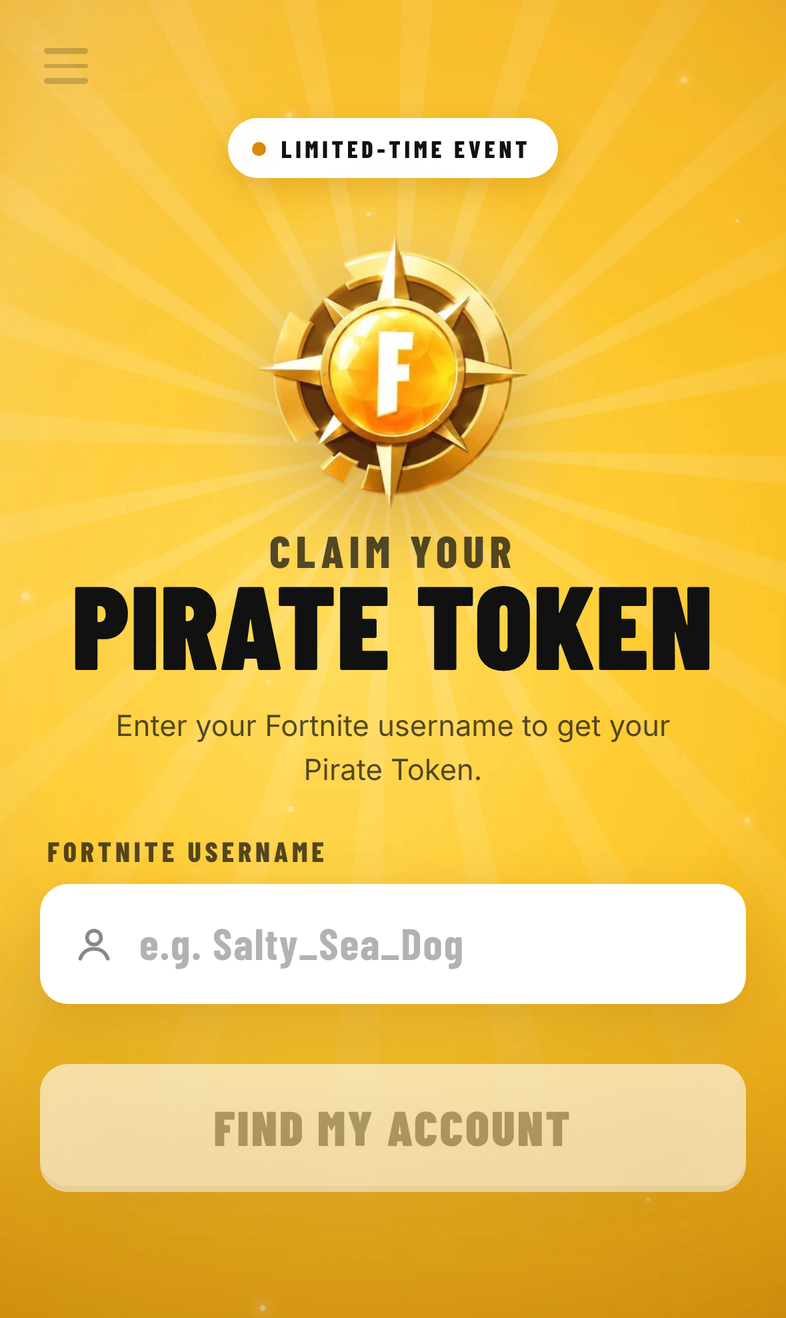 LIMITED-TIME EVENT
F
CLAIM YOUR
PIRATE TOKEN
Enter your Fortnite username to get your
Pirate Token.
FORTNITE USERNAME
e.g. Salty_Sea_Dog
FIND MY ACCOUNT